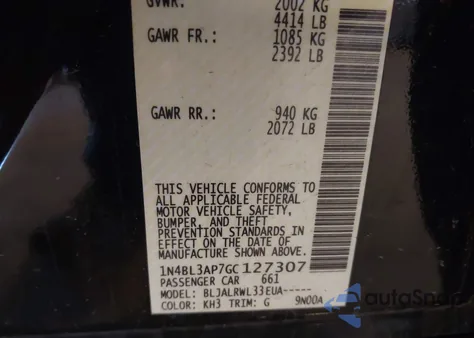 GVWR: 2002 KG
4414 LB
GAWR FR.: 1085 KG
2392 LB
GAWR RR.: 940 KG
2072 LB
THIS VEHICLE CONFORMS TO
ALL APPLICABLE FEDERAL
MOTOR VEHICLE SAFETY,
BUMPER, AND THEFT
PREVENTION STANDARDS IN
EFFECT ON THE DATE OF
MANUFACTURE SHOWN ABOVE.
1N4BL3AP7GC127307
PASSENGER CAR 661
MODEL: BLJALRWL33EUA-----
COLOR: KH3 TRIM: G 9N00A
autoSnap